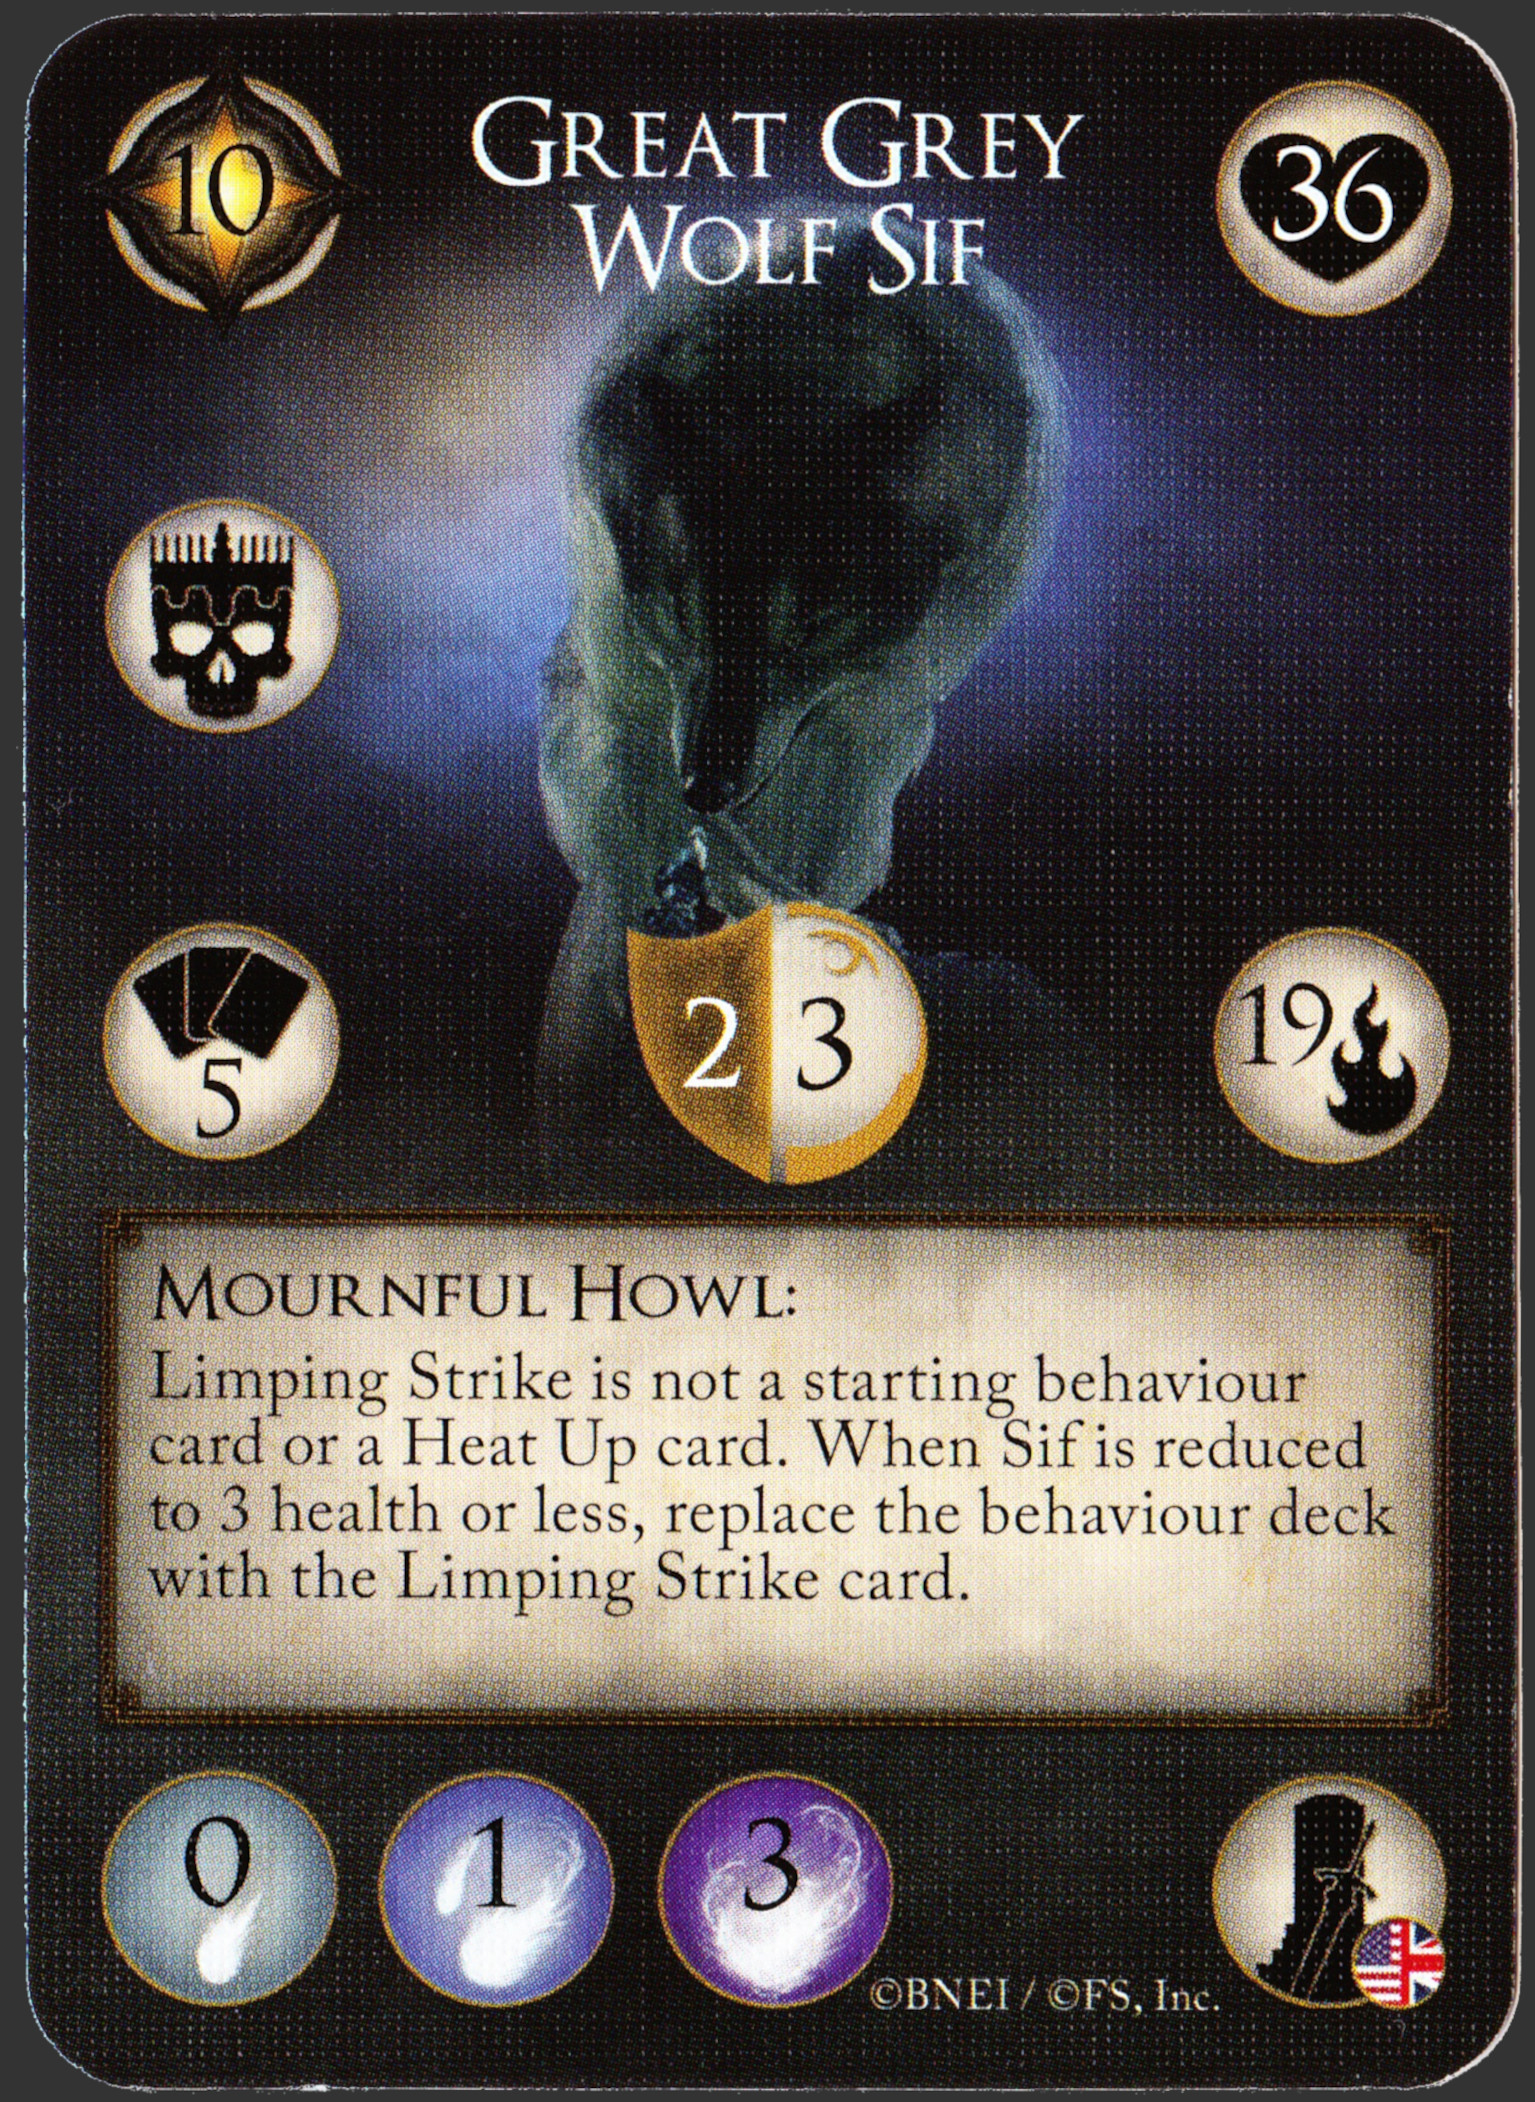 10
GREAT GREY
WOLF SIF
36
5
2 3
19
MOURNFUL HOWL:
Limping Strike is not a starting behaviour
card or a Heat Up card. When Sif is reduced
to 3 health or less, replace the behaviour deck
with the Limping Strike card.
0 1 3
©BNEI / ©FS, Inc.